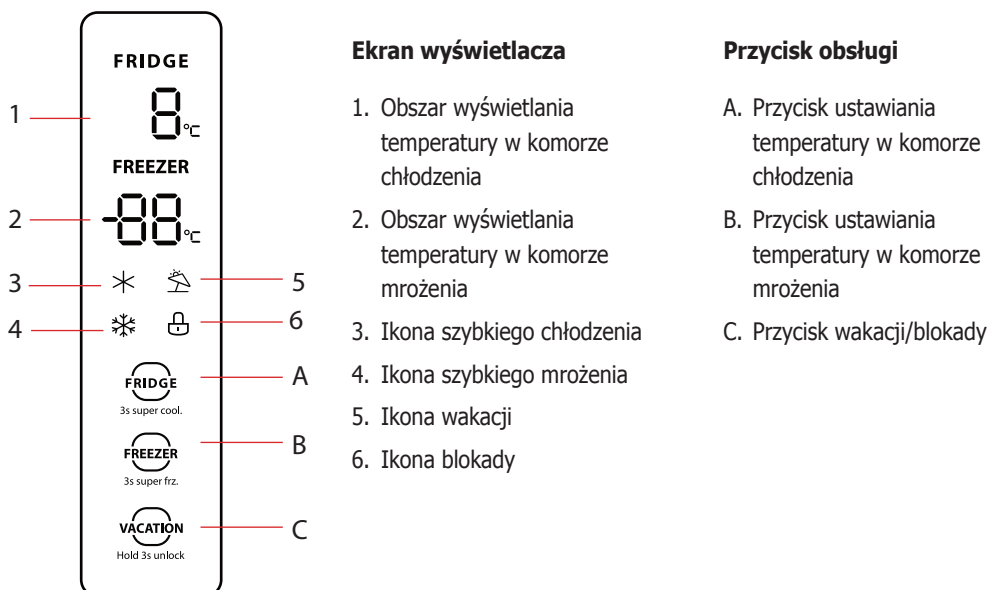 FRIDGE
1
8°C
FREEZER
2
-88°C
3
5
4
6
FRIDGE
A
3s super cool.
FREEZER
B
3s super frz.
VACATION
C
Hold 3s unlock
Ekran wyświetlacza
1. Obszar wyświetlania
temperatury w komorze
chłodzenia
2. Obszar wyświetlania
temperatury w komorze
mrożenia
3. Ikona szybkiego chłodzenia
4. Ikona szybkiego mrożenia
5. Ikona wakacji
6. Ikona blokady
Przycisk obsługi
A. Przycisk ustawiania
temperatury w komorze
chłodzenia
B. Przycisk ustawiania
temperatury w komorze
mrożenia
C. Przycisk wakacji/blokady